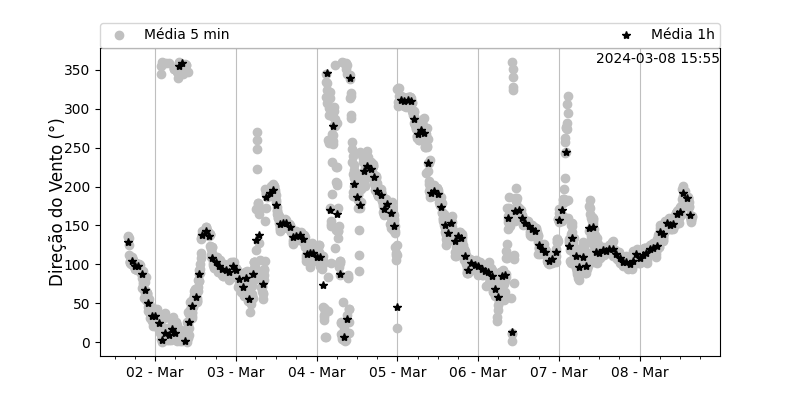 Média 5 min
Média 1h
2024-03-08 15:55
Direção do Vento (°)
350
300
250
200
150
100
50
0
02 - Mar 03 - Mar 04 - Mar 05 - Mar 06 - Mar 07 - Mar 08 - Mar